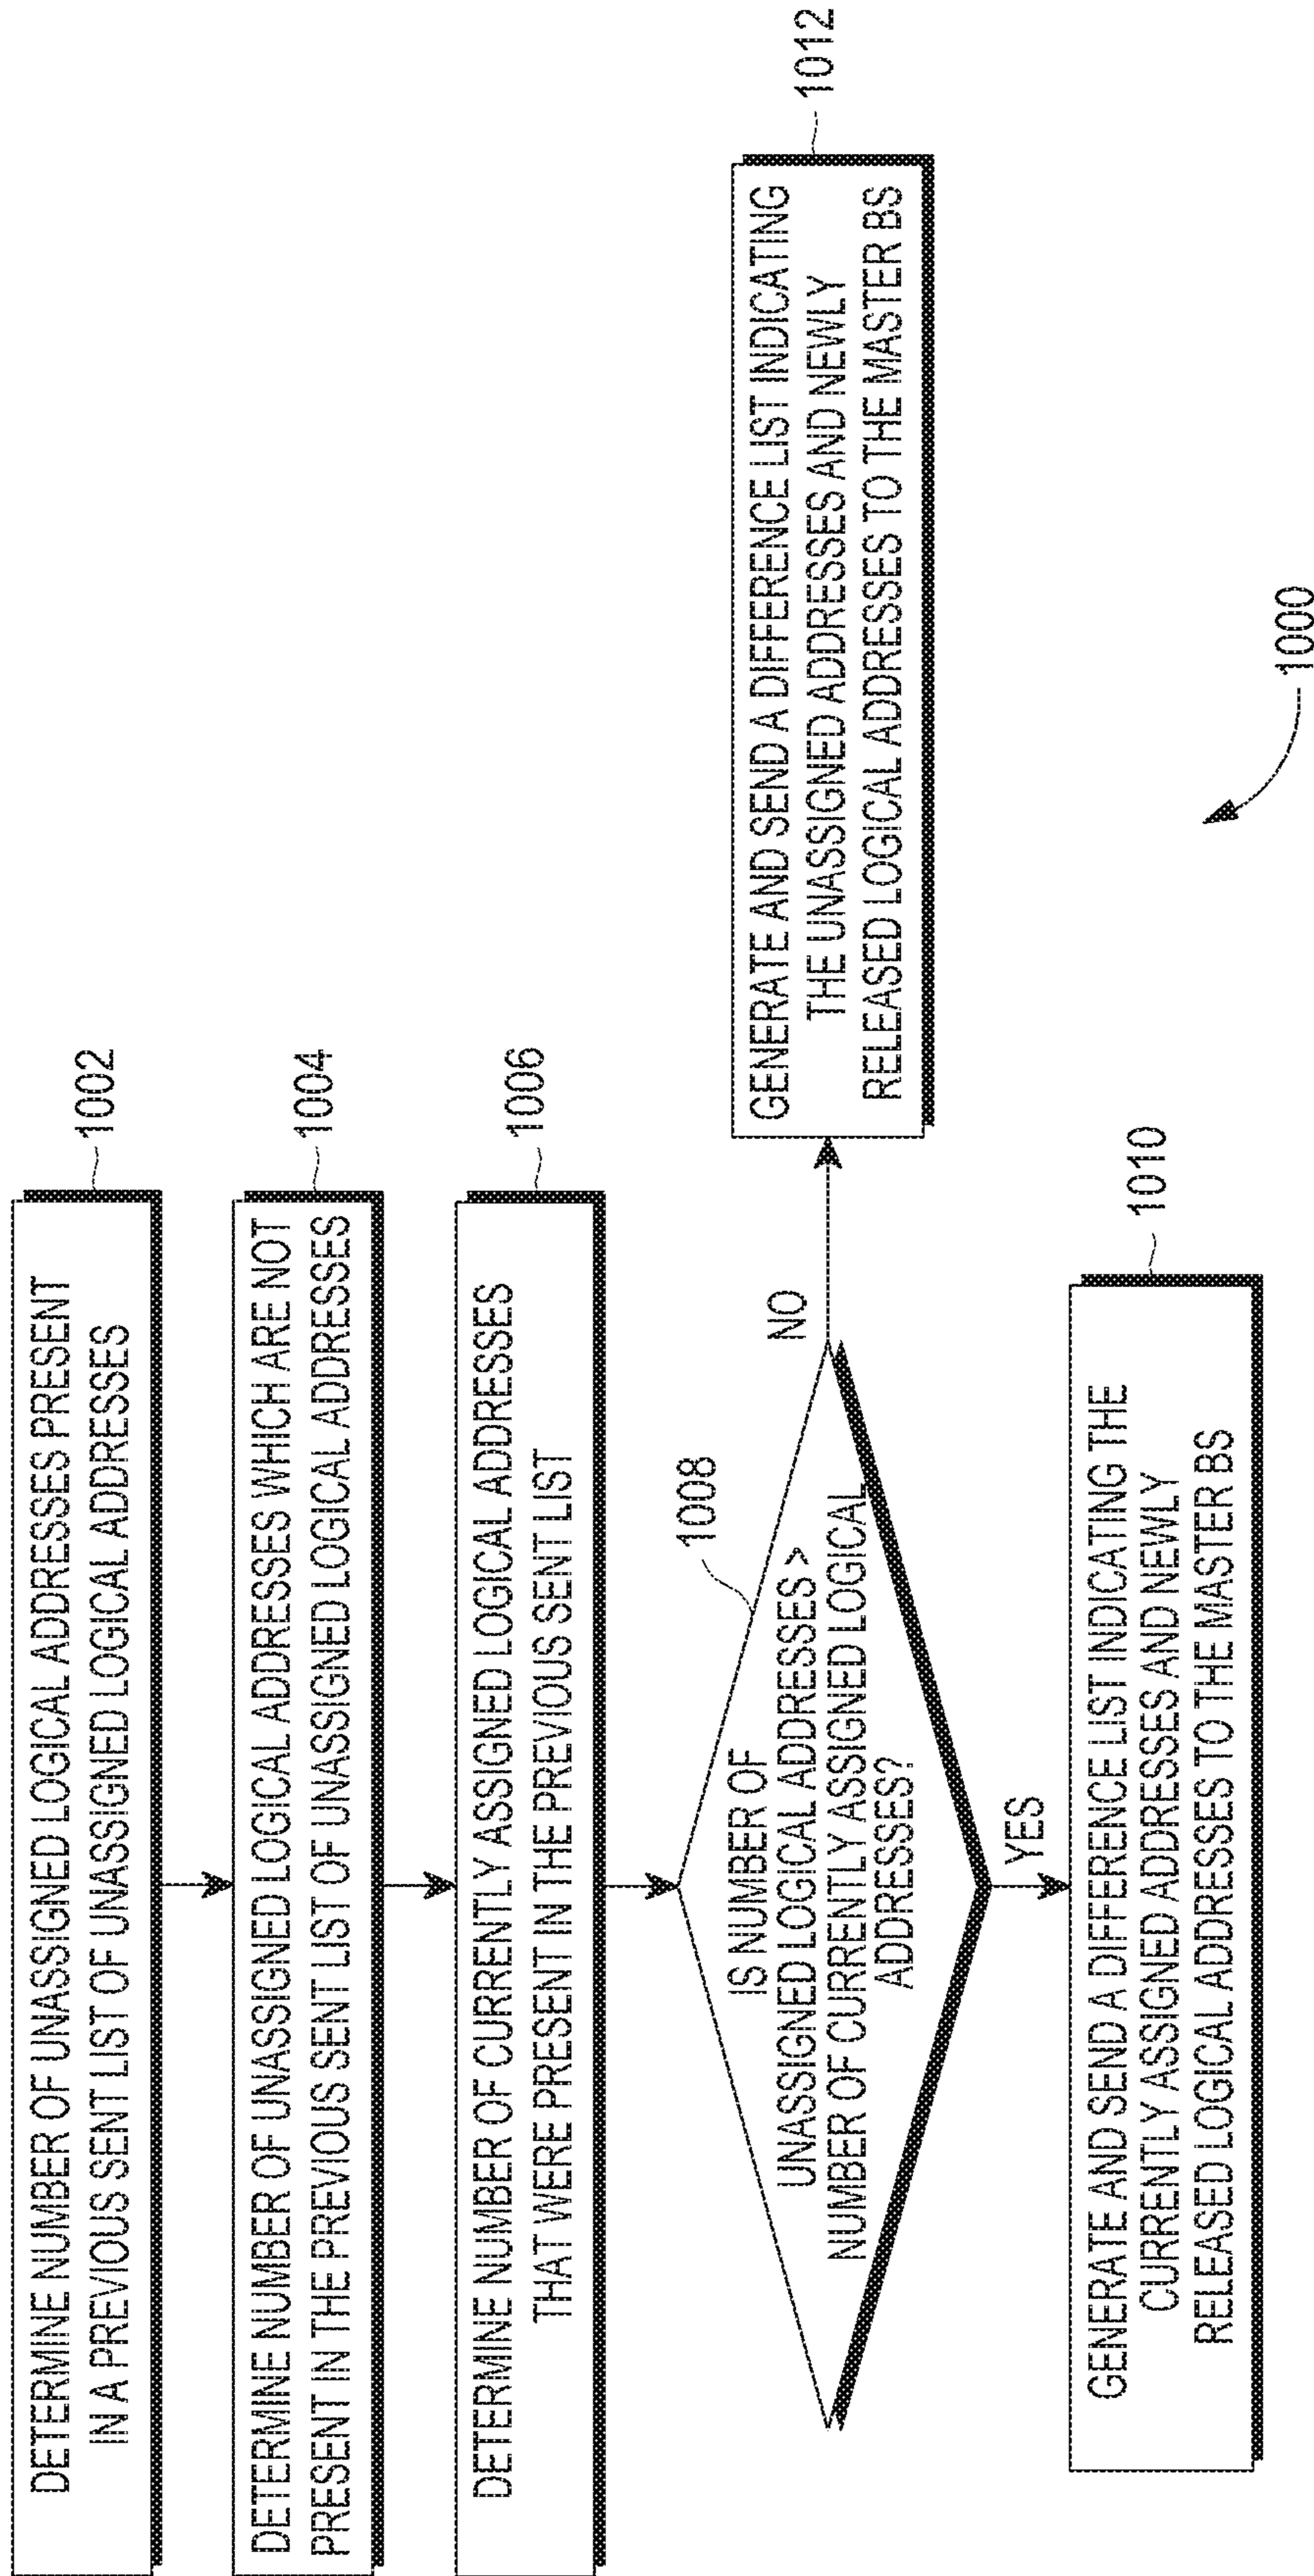 DETERMINE NUMBER OF UNASSIGNED LOGICAL ADDRESSES PRESENT
IN A PREVIOUS SENT LIST OF UNASSIGNED LOGICAL ADDRESSES
1002
DETERMINE NUMBER OF UNASSIGNED LOGICAL ADDRESSES WHICH ARE NOT
PRESENT IN THE PREVIOUS SENT LIST OF UNASSIGNED LOGICAL ADDRESSES
1004
DETERMINE NUMBER OF CURRENTLY ASSIGNED LOGICAL ADDRESSES
THAT WERE PRESENT IN THE PREVIOUS SENT LIST
1006
1008
IS NUMBER OF
UNASSIGNED LOGICAL ADDRESSES >
NUMBER OF CURRENTLY ASSIGNED LOGICAL
ADDRESSES?
NO
GENERATE AND SEND A DIFFERENCE LIST INDICATING
THE UNASSIGNED ADDRESSES AND NEWLY
RELEASED LOGICAL ADDRESSES TO THE MASTER BS
1012
YES
GENERATE AND SEND A DIFFERENCE LIST INDICATING THE
CURRENTLY ASSIGNED ADDRESSES AND NEWLY
RELEASED LOGICAL ADDRESSES TO THE MASTER BS
1010
1000